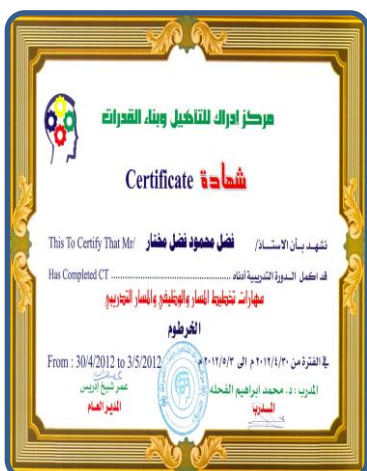 مركز ادراك للتاهيل وبناء القدرات
شهادة Certificate
نشهد بأن الاستاذ/ فضل محمود فضل مختار This To Certify That Mr/
قد اكمل الدورة التدريبية أدناه ........................ Has Completed CT
مهارات تخطيط المسار والوظيفي والمسار التدريبي
الخرطوم
في الفترة من ٢٠١٢/٤/٣٠م الى ٢٠١٢/٥/٣م From : 30/4/2012 to 3/5/2012
المدرب : د. محمد ابراهيم الفحله
عمر شيخ ادريس
المدرب
المدير العام